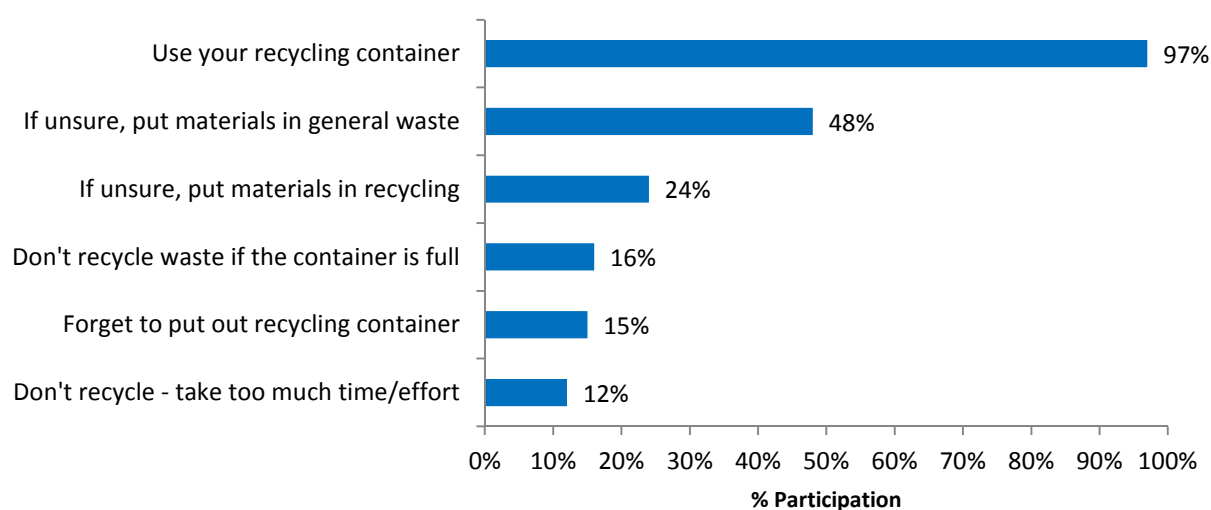 Use your recycling container 97%
If unsure, put materials in general waste 48%
If unsure, put materials in recycling 24%
Don't recycle waste if the container is full 16%
Forget to put out recycling container 15%
Don't recycle - take too much time/effort 12%
0% 10% 20% 30% 40% 50% 60% 70% 80% 90% 100%
% Participation